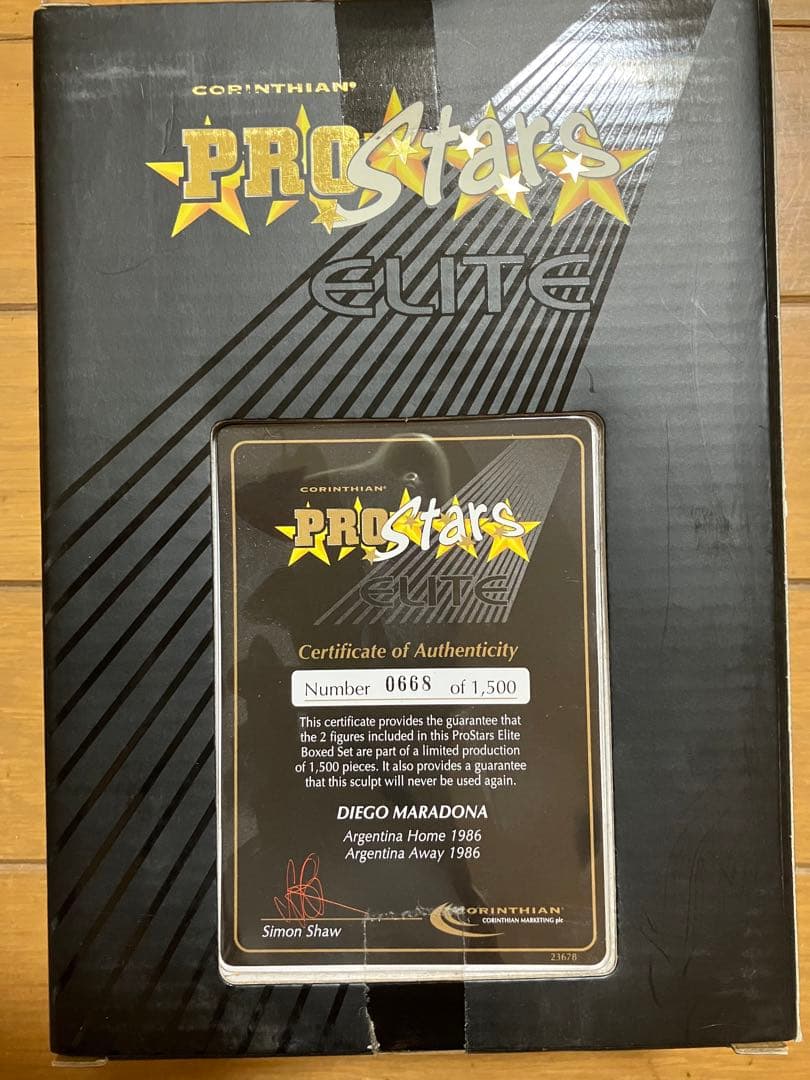 CORINTHIAN®
PROStars
ELITE
CORINTHIAN®
PROStars
ELITE
Certificate of Authenticity
Number 0668 of 1,500
This certificate provides the guarantee that
the 2 figures included in this ProStars Elite
Boxed Set are part of a limited production
of 1,500 pieces. It also provides a guarantee
that this sculpt will never be used again.
DIEGO MARADONA
Argentina Home 1986
Argentina Away 1986
Simon Shaw
CORINTHIAN®
CORINTHIAN MARKETING plc
23678